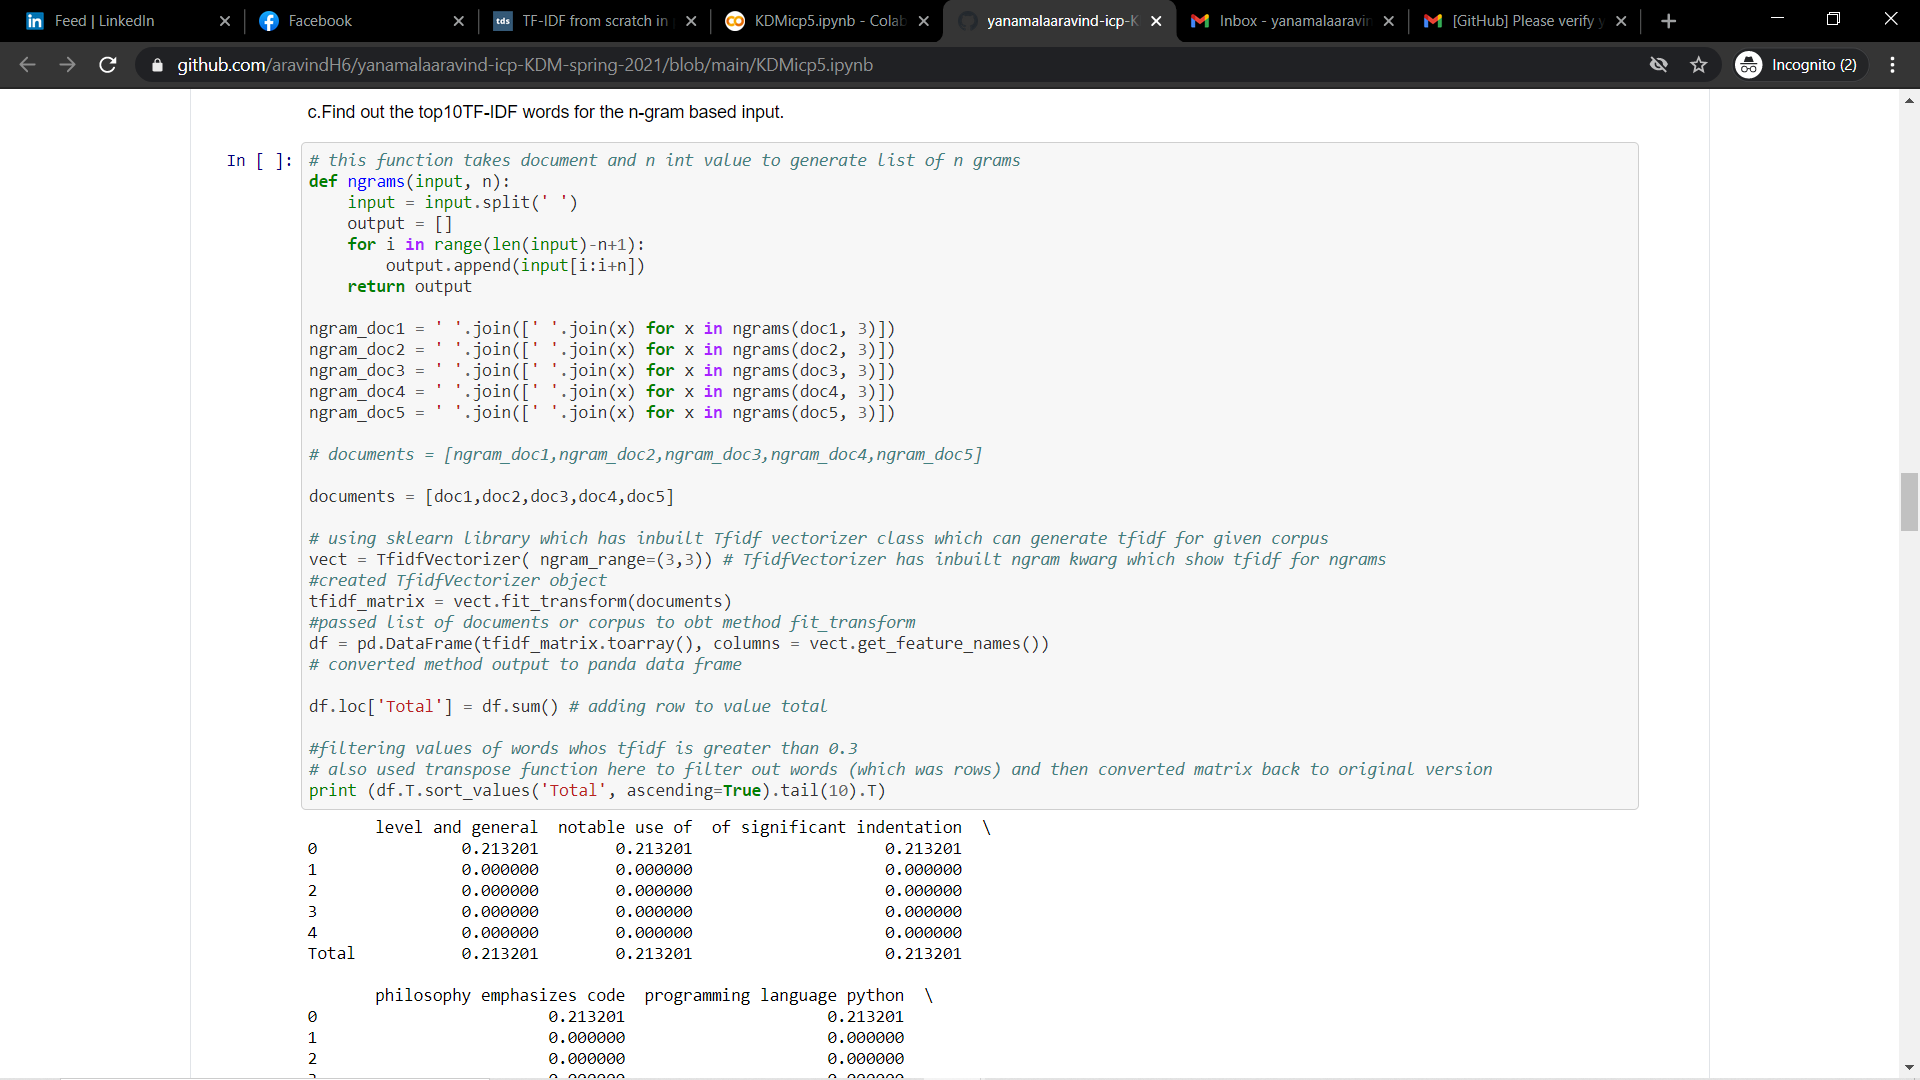 Feed | LinkedIn
Facebook
tds TF-IDF from scratch in
KDMicp5.ipynb - Colab
yanamalaaravind-icp-K
Inbox - yanamalaaravin
[GitHub] Please verify y
github.com/aravindH6/yanamalaaravind-icp-KDM-spring-2021/blob/main/KDMicp5.ipynb
Incognito (2)
c.Find out the top10TF-IDF words for the n-gram based input.
In [ ]: # this function takes document and n int value to generate list of n grams
def ngrams(input, n):
    input = input.split(' ')
    output = []
    for i in range(len(input)-n+1):
        output.append(input[i:i+n])
    return output
ngram_doc1 = ' '.join([' '.join(x) for x in ngrams(doc1, 3)])
ngram_doc2 = ' '.join([' '.join(x) for x in ngrams(doc2, 3)])
ngram_doc3 = ' '.join([' '.join(x) for x in ngrams(doc3, 3)])
ngram_doc4 = ' '.join([' '.join(x) for x in ngrams(doc4, 3)])
ngram_doc5 = ' '.join([' '.join(x) for x in ngrams(doc5, 3)])
# documents = [ngram_doc1,ngram_doc2,ngram_doc3,ngram_doc4,ngram_doc5]
documents = [doc1,doc2,doc3,doc4,doc5]
# using sklearn library which has inbuilt Tfidf vectorizer class which can generate tfidf for given corpus
vect = TfidfVectorizer( ngram_range=(3,3)) # TfidfVectorizer has inbuilt ngram kwarg which show tfidf for ngrams
#created TfidfVectorizer object
tfidf_matrix = vect.fit_transform(documents)
#passed list of documents or corpus to obt method fit_transform
df = pd.DataFrame(tfidf_matrix.toarray(), columns = vect.get_feature_names())
# converted method output to panda data frame
df.loc['Total'] = df.sum() # adding row to value total
#filtering values of words whos tfidf is greater than 0.3
# also used transpose function here to filter out words (which was rows) and then converted matrix back to original version
print (df.T.sort_values('Total', ascending=True).tail(10).T)
level and general  notable use of  of significant indentation  \
0 0.213201 0.213201 0.213201
1 0.000000 0.000000 0.000000
2 0.000000 0.000000 0.000000
3 0.000000 0.000000 0.000000
4 0.000000 0.000000 0.000000
Total 0.213201 0.213201 0.213201
philosophy emphasizes code  programming language python  \
0 0.213201 0.213201
1 0.000000 0.000000
2 0.000000 0.000000